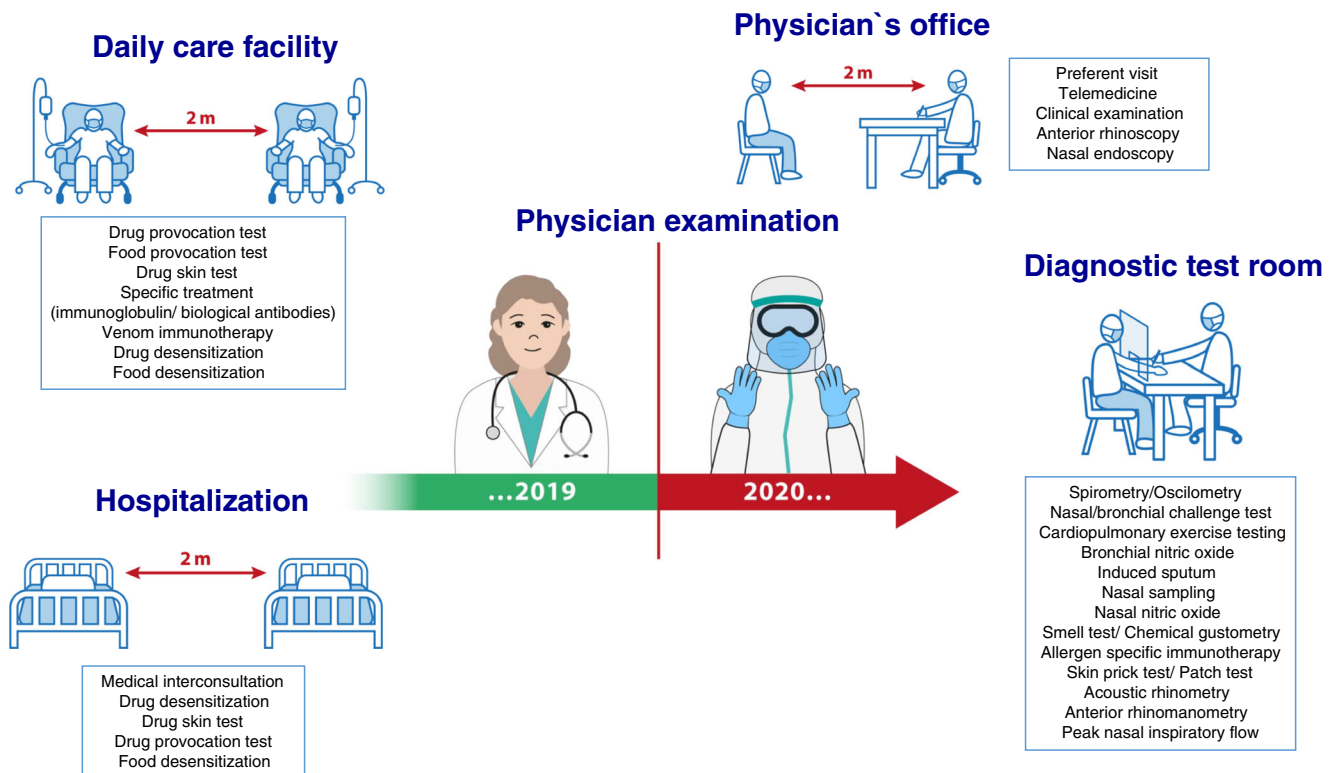 Daily care facility
2 m
Drug provocation test
Food provocation test
Drug skin test
Specific treatment
(immunoglobulin/ biological antibodies)
Venom immunotherapy
Drug desensitization
Food desensitization
Physician`s office
2 m
Preferent visit
Telemedicine
Clinical examination
Anterior rhinoscopy
Nasal endoscopy
Physician examination
...2019
2020...
Diagnostic test room
Spirometry/Oscilometry
Nasal/bronchial challenge test
Cardiopulmonary exercise testing
Bronchial nitric oxide
Induced sputum
Nasal sampling
Nasal nitric oxide
Smell test/ Chemical gustometry
Allergen specific immunotherapy
Skin prick test/ Patch test
Acoustic rhinometry
Anterior rhinomanometry
Peak nasal inspiratory flow
Hospitalization
2 m
Medical interconsultation
Drug desensitization
Drug skin test
Drug provocation test
Food desensitization